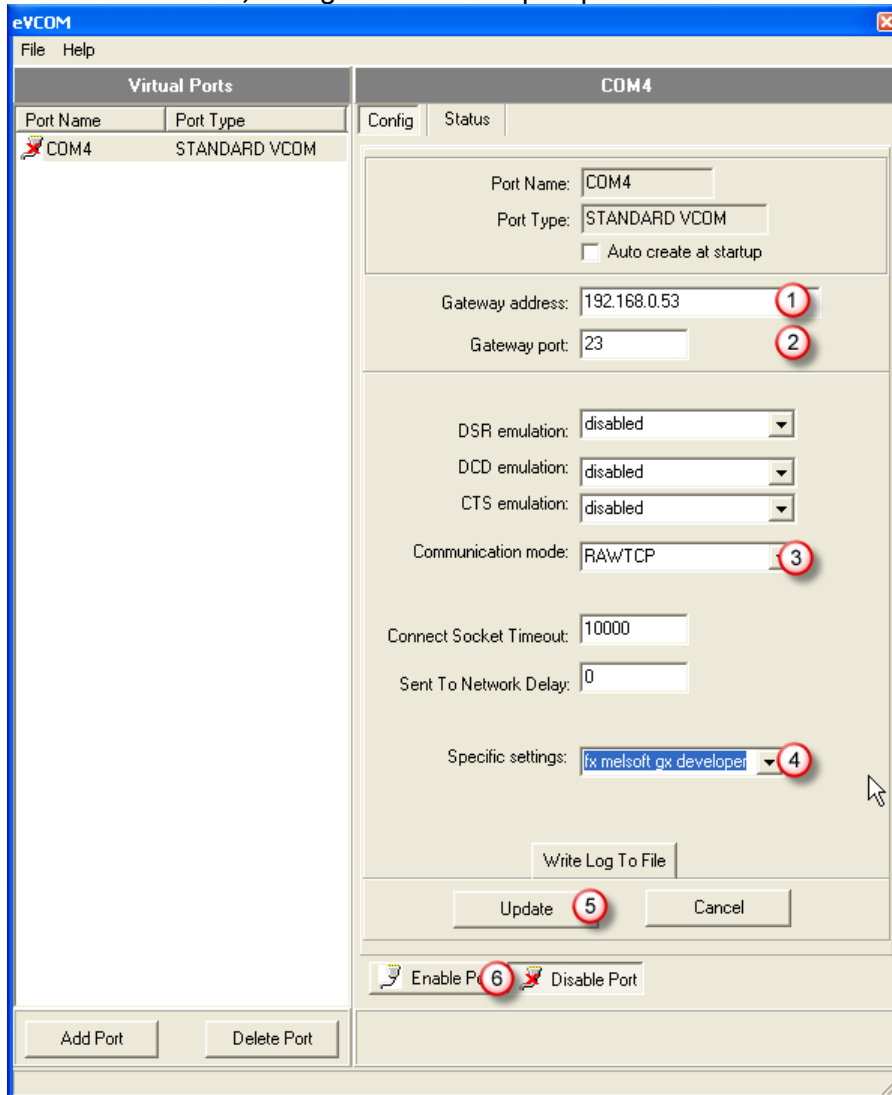 eVCOM
File Help
Virtual Ports
Port Name Port Type
COM4 STANDARD VCOM
Add Port Delete Port
COM4
Config Status
Port Name: COM4
Port Type: STANDARD VCOM
Auto create at startup
Gateway address: 192.168.0.53 1
Gateway port: 23 2
DSR emulation: disabled
DCD emulation: disabled
CTS emulation: disabled
Communication mode: RAWTCP 3
Connect Socket Timeout: 10000
Sent To Network Delay: 0
Specific settings: fx melsoft gx developer 4
Write Log To File
Update 5 Cancel
Enable P 6 Disable Port